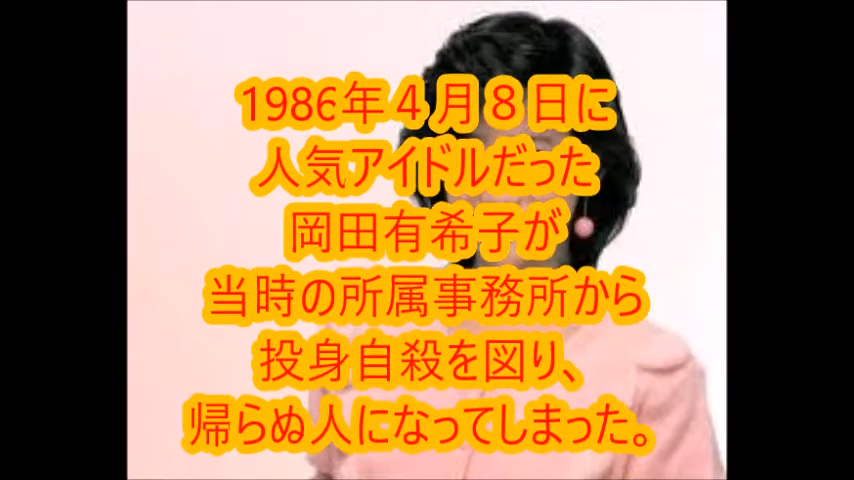 1986年４月８日に
人気アイドルだった
岡田有希子が
当時の所属事務所から
投身自殺を図り、
帰らぬ人になってしまった。